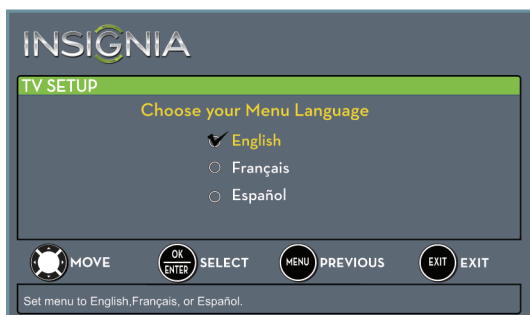 INSIGNIA
TV SETUP
Choose your Menu Language
English
Français
Español
MOVE OK ENTER SELECT MENU PREVIOUS EXIT EXIT
Set menu to English,Français, or Español.